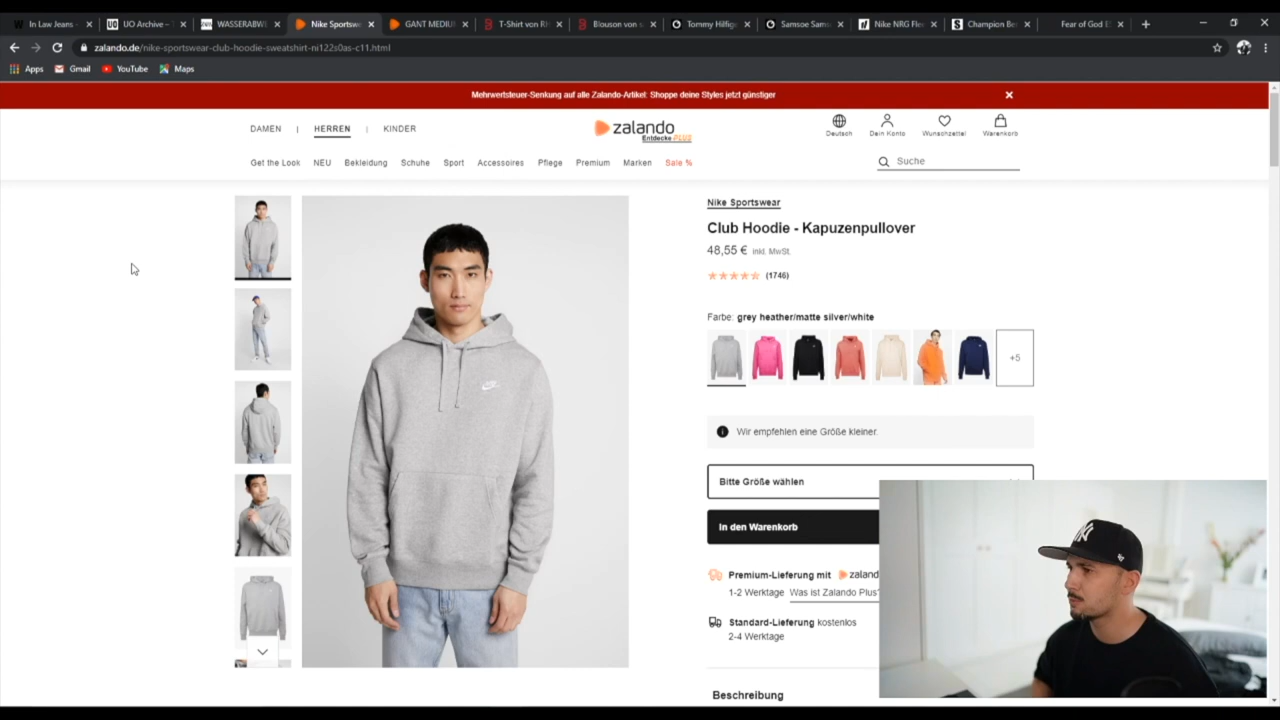 In Law Jeans -
UO Archive –
WASSERABW
Nike Sportswe
GANT MEDIU
T-Shirt von
Blouson von
Tommy Hilfig
Samsoe Sams
Nike NRG Fle
Champion Be
Fear of God E
zalando.de/nike-sportswear-club-hoodie-sweatshirt-ni122s0as-c11.html
Apps
Gmail
YouTube
Maps
Mehrwertsteuer-Senkung auf alle Zalando-Artikel: Shoppe deine Styles jetzt günstiger
DAMEN | HERREN | KINDER
zalando
Entdecke PLUS
Deutsch
Dein Konto
Wunschzettel
Warenkorb
Get the Look
NEU
Bekleidung
Schuhe
Sport
Accessoires
Pflege
Premium
Marken
Sale %
Suche
Nike Sportswear
Club Hoodie - Kapuzenpullover
48,55 € inkl. MwSt.
(1746)
Farbe: grey heather/matte silver/white
+5
Wir empfehlen eine Größe kleiner.
Bitte Größe wählen
In den Warenkorb
Premium-Lieferung mit zaland
1-2 Werktage Was ist Zalando Plus?
Standard-Lieferung kostenlos
2-4 Werktage
Beschreibung